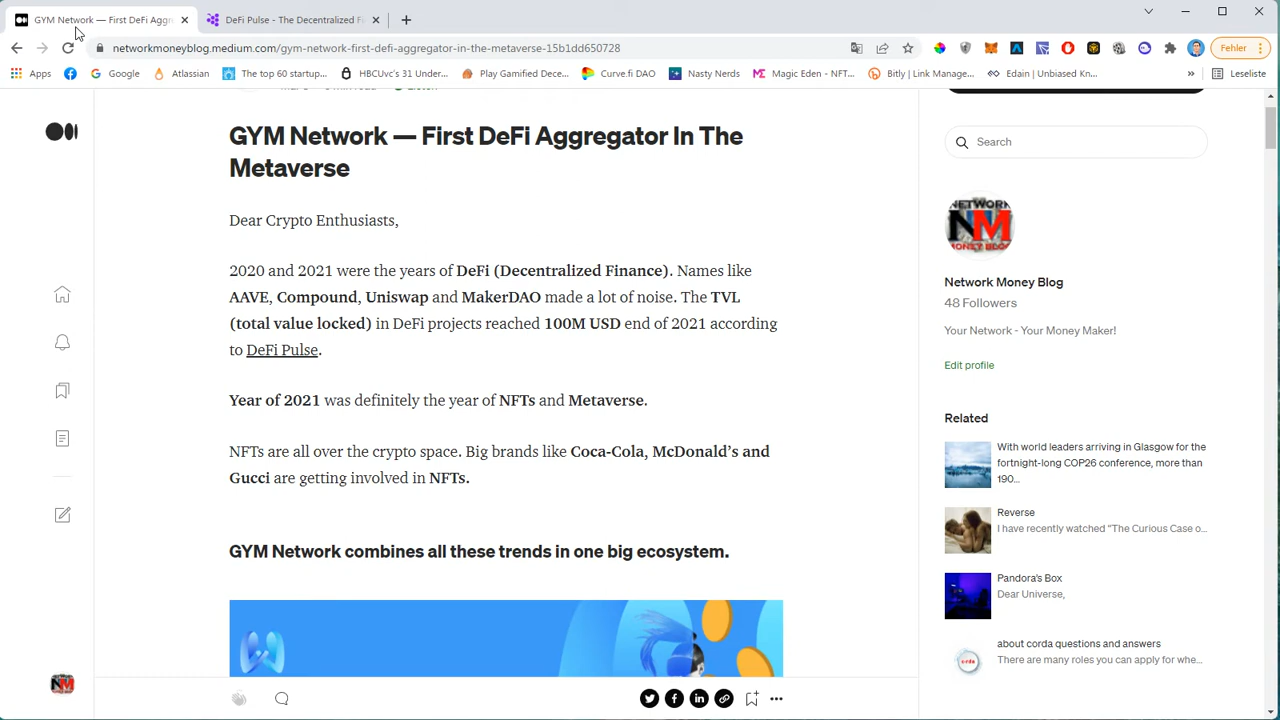 GYM Network — First DeFi Aggr
DeFi Pulse - The Decentralized F
networkmoneyblog.medium.com/gym-network-first-defi-aggregator-in-the-metaverse-15b1dd650728
Fehler
Apps
Google
Atlassian
The top 60 startup...
HBCUvc's 31 Under...
Play Gamified Dece...
Curve.fi DAO
Nasty Nerds
Magic Eden - NFT...
Bitly | Link Manage...
Edain | Unbiased Kn...
»
Leseliste
Listen
GYM Network — First DeFi Aggregator In The
Metaverse
Dear Crypto Enthusiasts,
2020 and 2021 were the years of DeFi (Decentralized Finance). Names like
AAVE, Compound, Uniswap and MakerDAO made a lot of noise. The TVL
(total value locked) in DeFi projects reached 100M USD end of 2021 according
to DeFi Pulse.
Year of 2021 was definitely the year of NFTs and Metaverse.
NFTs are all over the crypto space. Big brands like Coca-Cola, McDonald's and
Gucci are getting involved in NFTs.
GYM Network combines all these trends in one big ecosystem.
Search
NETWORK
NM
MONEY BLOG
Network Money Blog
48 Followers
Your Network - Your Money Maker!
Edit profile
Related
With world leaders arriving in Glasgow for the
fortnight-long COP26 conference, more than
190...
Reverse
I have recently watched "The Curious Case o...
Pandora's Box
Dear Universe,
about corda questions and answers
There are many roles you can apply for whe...
c·rda
NM